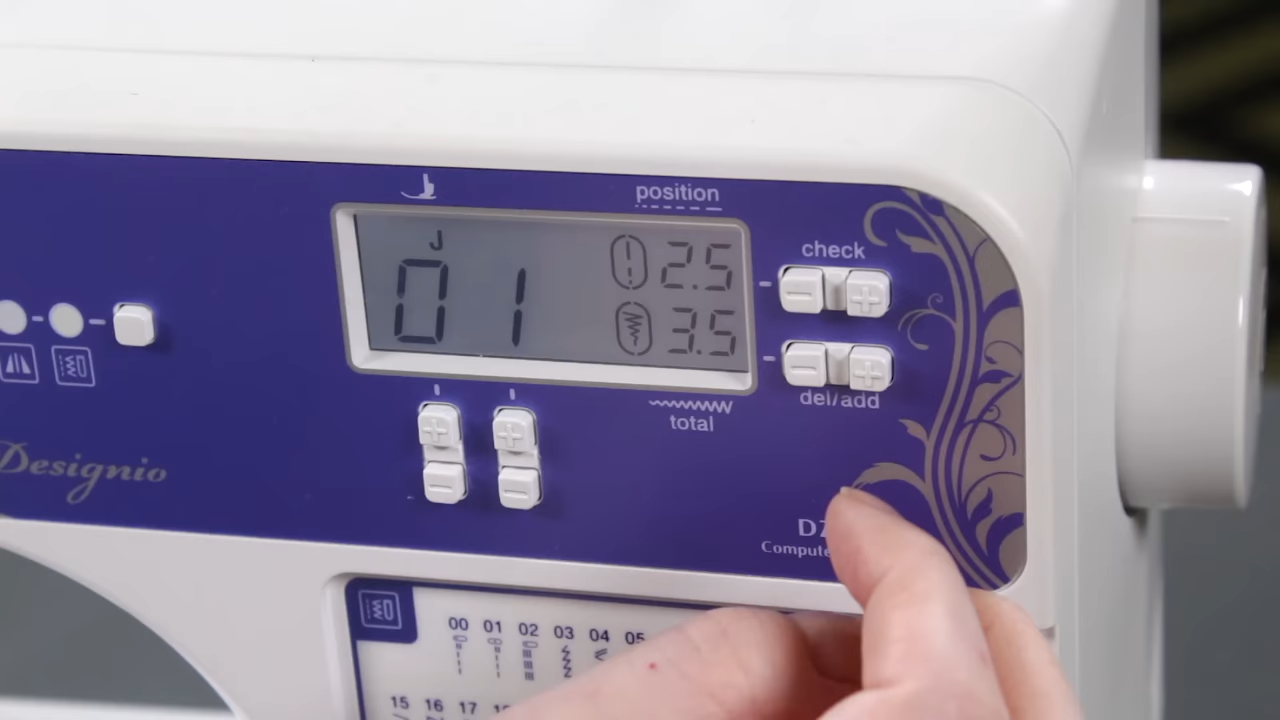 position
check
J
01 2.5
3.5
del/add
total
Designio
00 01 02 03 04 05
15 16 17